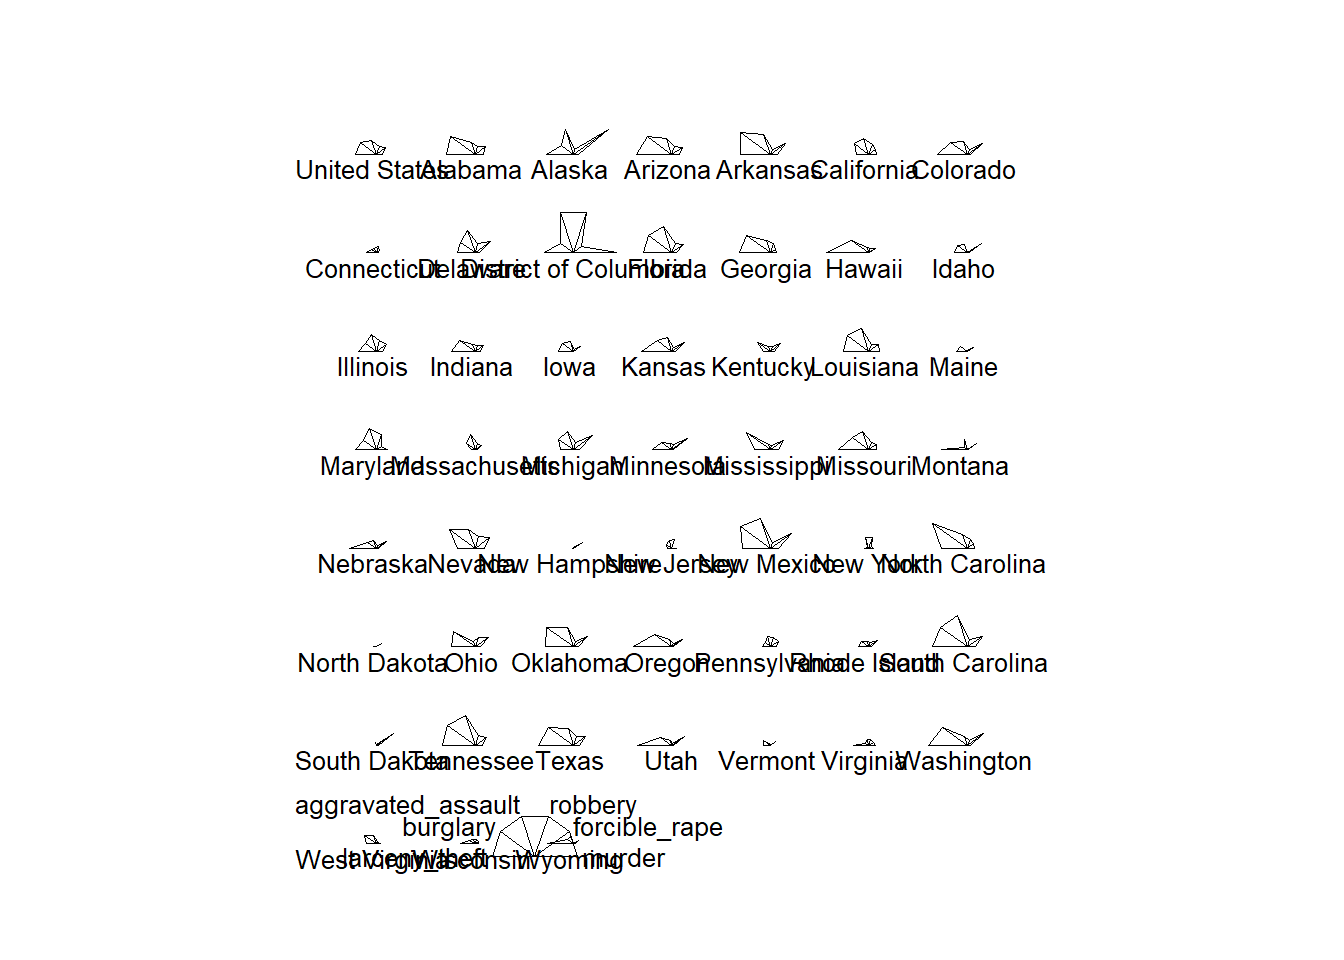 United States Alabama Alaska Arizona Arkansas California Colorado
Connecticut Delaware District of Columbia Florida Georgia Hawaii Idaho
Illinois Indiana Iowa Kansas Kentucky Louisiana Maine
Maryland Massachusetts Michigan Minnesota Mississippi Missouri Montana
Nebraska Nevada New Hampshire New Jersey New Mexico New York North Carolina
North Dakota Ohio Oklahoma Oregon Pennsylvania Rhode Island South Carolina
South Dakota Tennessee Texas Utah Vermont Virginia Washington
aggravated_assault robbery
burglary forcible_rape
larceny_theft murder
West Virginia Wisconsin Wyoming